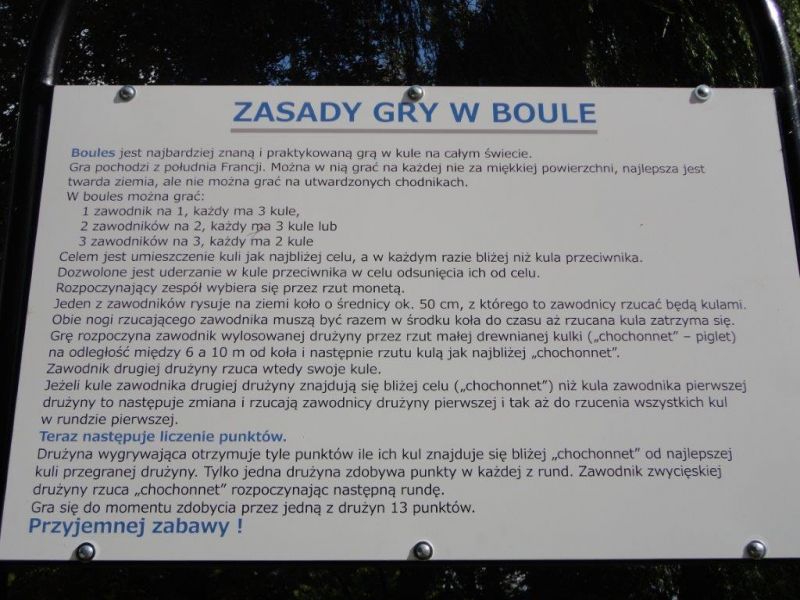 ZASADY GRY W BOULE
Boules jest najbardziej znaną i praktykowaną grą w kule na całym świecie.
Gra pochodzi z południa Francji. Można w nią grać na każdej nie za miękkiej powierzchni, najlepsza jest
twarda ziemia, ale nie można grać na utwardzonych chodnikach.
W boules można grać:
1 zawodnik na 1, każdy ma 3 kule,
2 zawodników na 2, każdy ma 3 kule lub
3 zawodników na 3, każdy ma 2 kule
Celem jest umieszczenie kuli jak najbliżej celu, a w każdym razie bliżej niż kula przeciwnika.
Dozwolone jest uderzanie w kule przeciwnika w celu odsunięcia ich od celu.
Rozpoczynający zespół wybiera się przez rzut monetą.
Jeden z zawodników rysuje na ziemi koło o średnicy ok. 50 cm, z którego to zawodnicy rzucać będą kulami.
Obie nogi rzucającego zawodnika muszą być razem w środku koła do czasu aż rzucana kula zatrzyma się.
Grę rozpoczyna zawodnik wylosowanej drużyny przez rzut małej drewnianej kulki („chochonnet” – piglet)
na odległość między 6 a 10 m od koła i następnie rzutu kulą jak najbliżej „chochonnet”.
Zawodnik drugiej drużyny rzuca wtedy swoje kule.
Jeżeli kule zawodnika drugiej drużyny znajdują się bliżej celu („chochonnet”) niż kula zawodnika pierwszej
drużyny to następuje zmiana i rzucają zawodnicy drużyny pierwszej i tak aż do rzucenia wszystkich kul
w rundzie pierwszej.
Teraz następuje liczenie punktów.
Drużyna wygrywająca otrzymuje tyle punktów ile ich kul znajduje się bliżej „chochonnet” od najlepszej
kuli przegranej drużyny. Tylko jedna drużyna zdobywa punkty w każdej z rund. Zawodnik zwycięskiej
drużyny rzuca „chochonnet” rozpoczynając następną rundę.
Gra się do momentu zdobycia przez jedną z drużyn 13 punktów.
Przyjemnej zabawy !